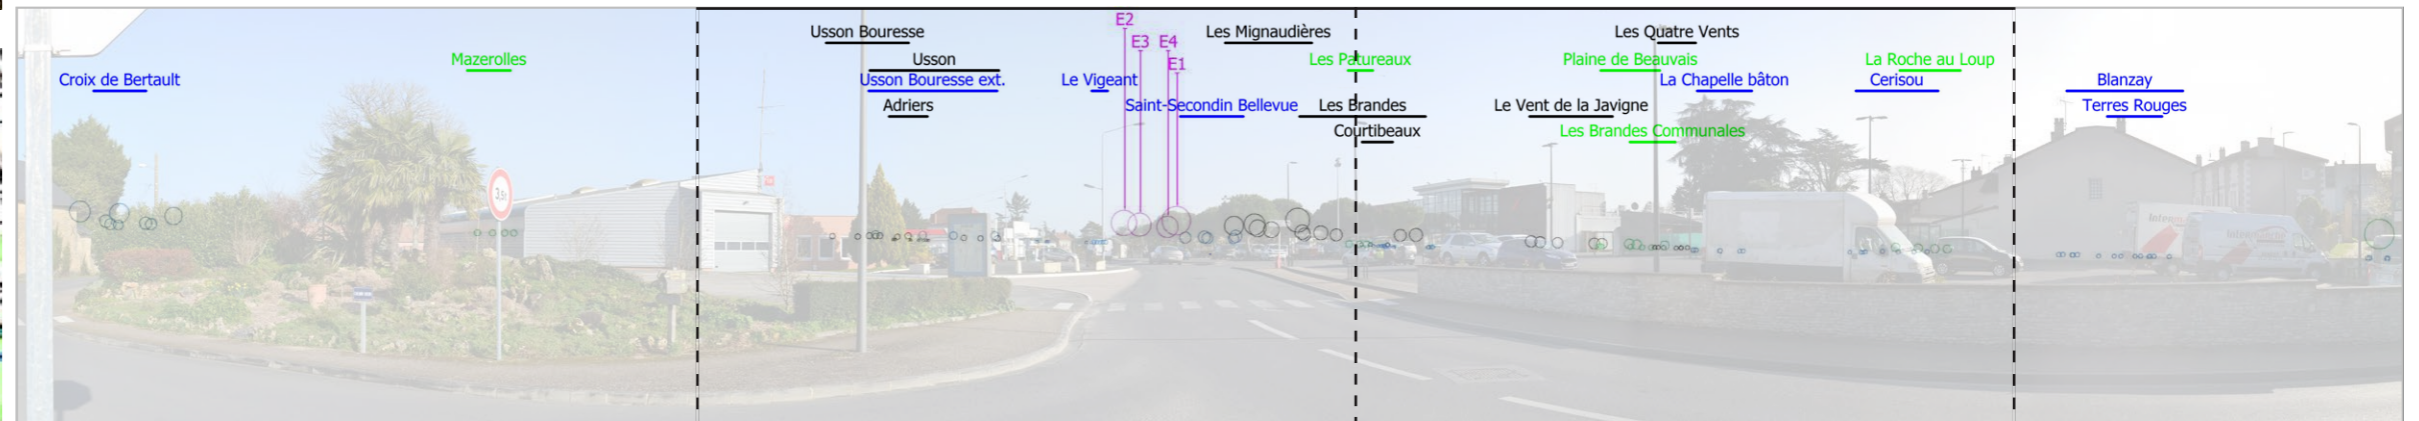 E2
Usson Bouresse
Les Mignaudières
Les Quatre Vents
E3
E4
Mazerolles
Usson
E1
Les Patureaux
Plaine de Beauvais
La Roche au Loup
Croix de Bertault
Usson Bouresse ext.
Le Vigeant
La Chapelle bâton
Cerisou
Blanzay
Adriers
Saint-Secondin Bellevue
Les Brandes
Le Vent de la Javigne
Terres Rouges
Courtibeaux
Les Brandes Communales